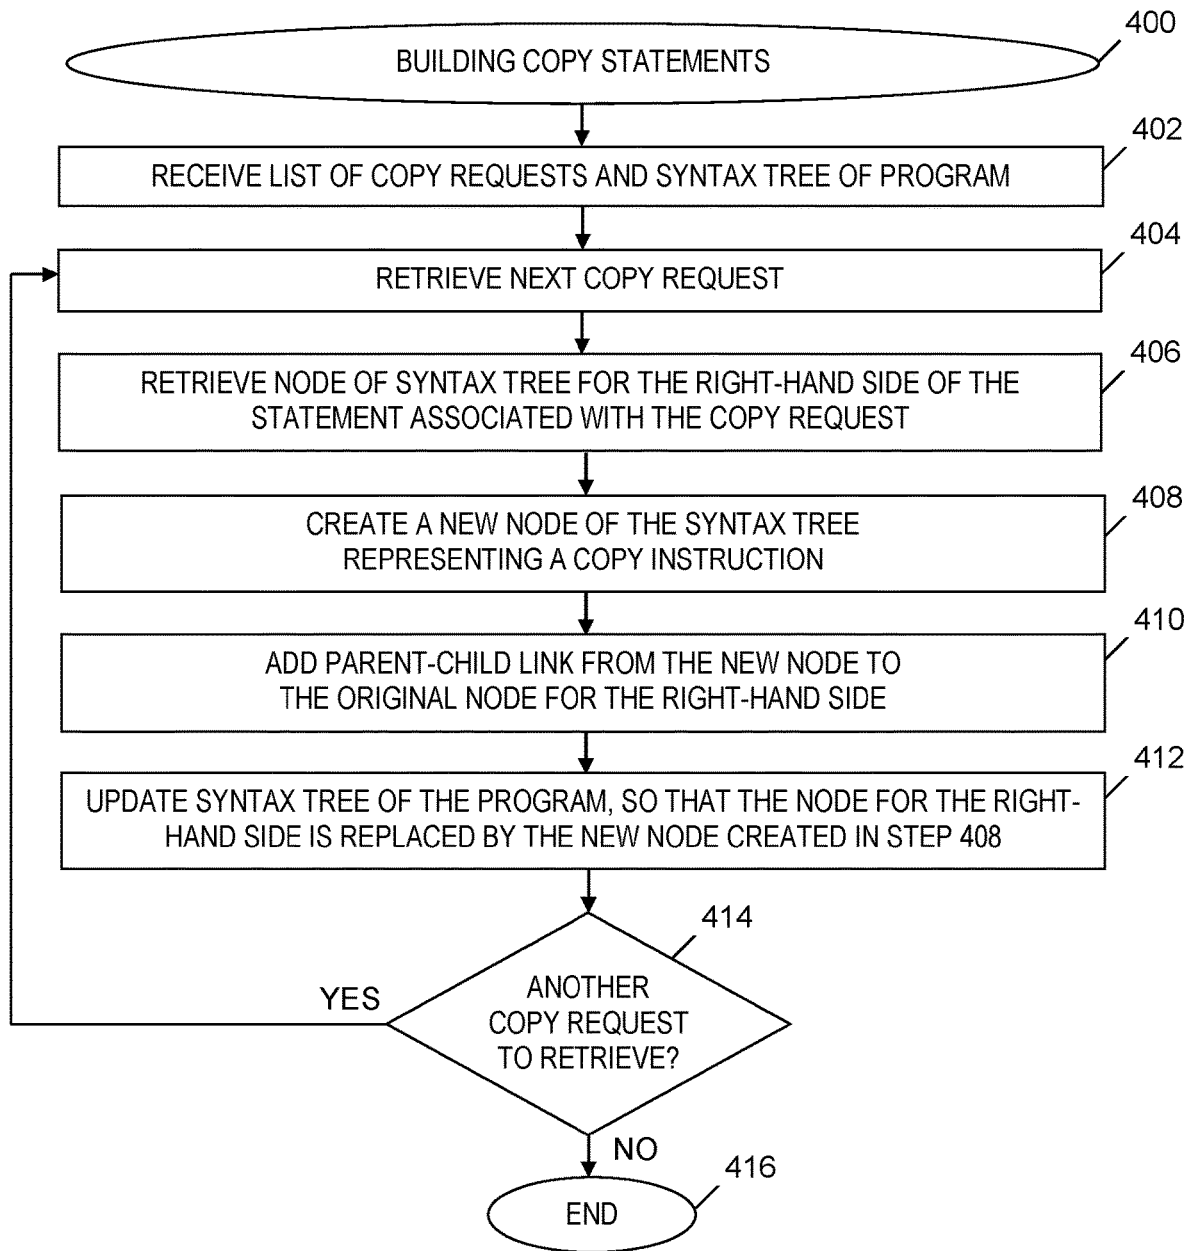 400
BUILDING COPY STATEMENTS
402
RECEIVE LIST OF COPY REQUESTS AND SYNTAX TREE OF PROGRAM
404
RETRIEVE NEXT COPY REQUEST
406
RETRIEVE NODE OF SYNTAX TREE FOR THE RIGHT-HAND SIDE OF THE
STATEMENT ASSOCIATED WITH THE COPY REQUEST
408
CREATE A NEW NODE OF THE SYNTAX TREE
REPRESENTING A COPY INSTRUCTION
410
ADD PARENT-CHILD LINK FROM THE NEW NODE TO
THE ORIGINAL NODE FOR THE RIGHT-HAND SIDE
412
UPDATE SYNTAX TREE OF THE PROGRAM, SO THAT THE NODE FOR THE RIGHT-
HAND SIDE IS REPLACED BY THE NEW NODE CREATED IN STEP 408
414
YES
ANOTHER
COPY REQUEST
TO RETRIEVE?
NO
416
END